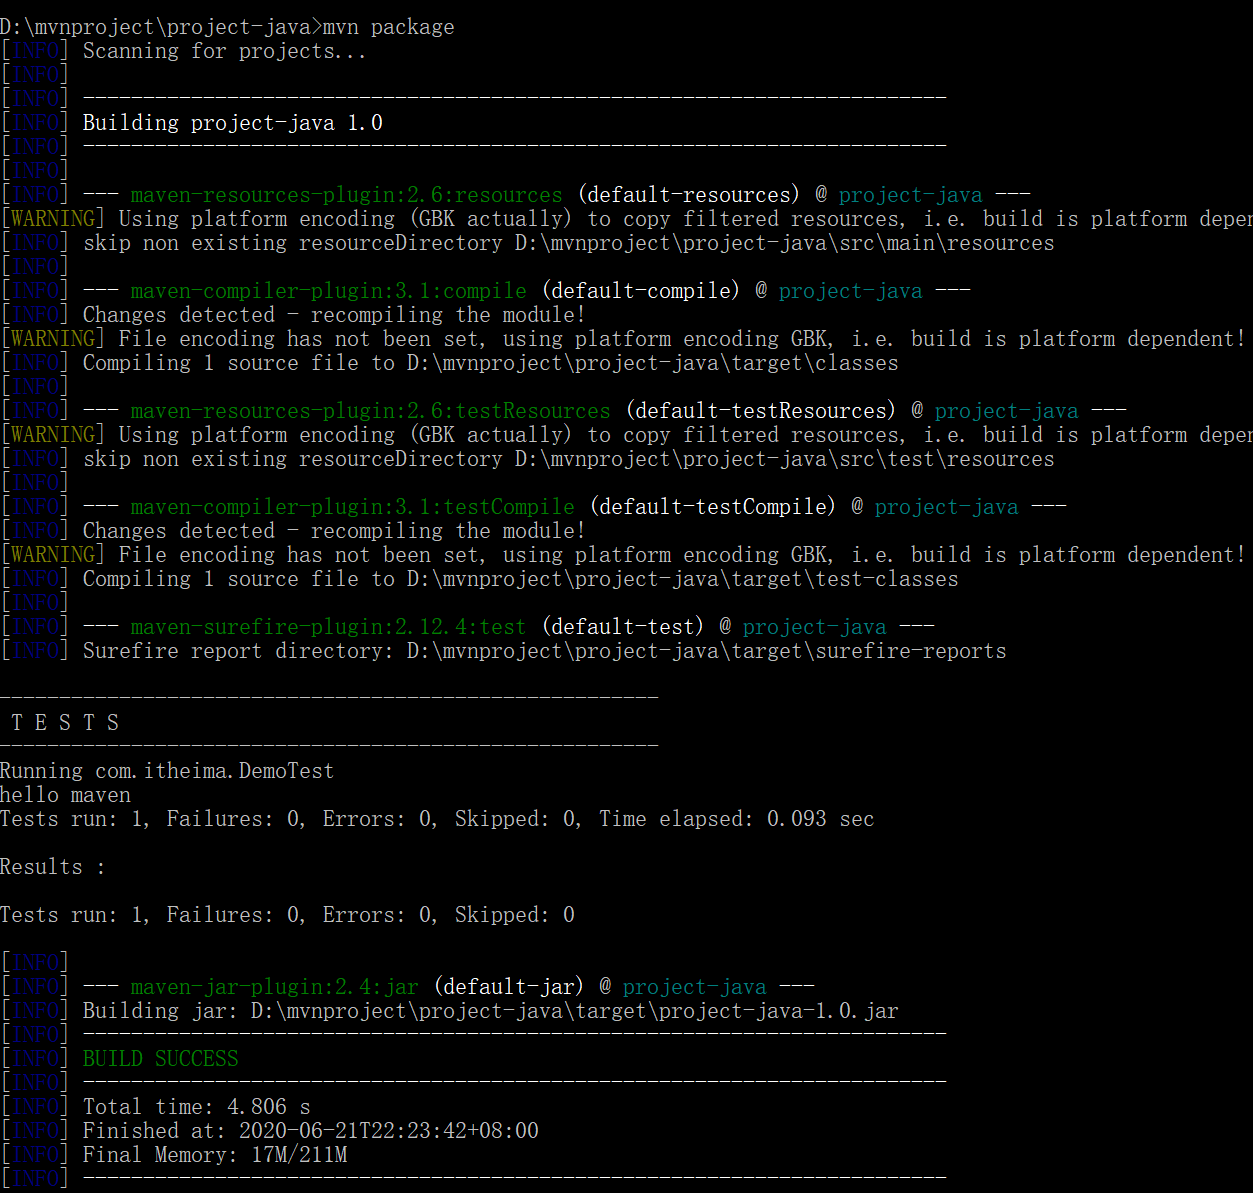 D:\mvnproject\project-java>mvn package
[INFO] Scanning for projects...
[INFO]
[INFO] ------------------------------------------------------------------------
[INFO] Building project-java 1.0
[INFO] ------------------------------------------------------------------------
[INFO]
[INFO] --- maven-resources-plugin:2.6:resources (default-resources) @ project-java ---
[WARNING] Using platform encoding (GBK actually) to copy filtered resources, i.e. build is platform deper
[INFO] skip non existing resourceDirectory D:\mvnproject\project-java\src\main\resources
[INFO]
[INFO] --- maven-compiler-plugin:3.1:compile (default-compile) @ project-java ---
[INFO] Changes detected - recompiling the module!
[WARNING] File encoding has not been set, using platform encoding GBK, i.e. build is platform dependent!
[INFO] Compiling 1 source file to D:\mvnproject\project-java\target\classes
[INFO]
[INFO] --- maven-resources-plugin:2.6:testResources (default-testResources) @ project-java ---
[WARNING] Using platform encoding (GBK actually) to copy filtered resources, i.e. build is platform deper
[INFO] skip non existing resourceDirectory D:\mvnproject\project-java\src\test\resources
[INFO]
[INFO] --- maven-compiler-plugin:3.1:testCompile (default-testCompile) @ project-java ---
[INFO] Changes detected - recompiling the module!
[WARNING] File encoding has not been set, using platform encoding GBK, i.e. build is platform dependent!
[INFO] Compiling 1 source file to D:\mvnproject\project-java\target\test-classes
[INFO]
[INFO] --- maven-surefire-plugin:2.12.4:test (default-test) @ project-java ---
[INFO] Surefire report directory: D:\mvnproject\project-java\target\surefire-reports
-------------------------------------------------------
T E S T S
-------------------------------------------------------
Running com.itheima.DemoTest
hello maven
Tests run: 1, Failures: 0, Errors: 0, Skipped: 0, Time elapsed: 0.093 sec
Results :
Tests run: 1, Failures: 0, Errors: 0, Skipped: 0
[INFO]
[INFO] --- maven-jar-plugin:2.4:jar (default-jar) @ project-java ---
[INFO] Building jar: D:\mvnproject\project-java\target\project-java-1.0.jar
[INFO] ------------------------------------------------------------------------
[INFO] BUILD SUCCESS
[INFO] ------------------------------------------------------------------------
[INFO] Total time: 4.806 s
[INFO] Finished at: 2020-06-21T22:23:42+08:00
[INFO] Final Memory: 17M/211M
[INFO] ------------------------------------------------------------------------